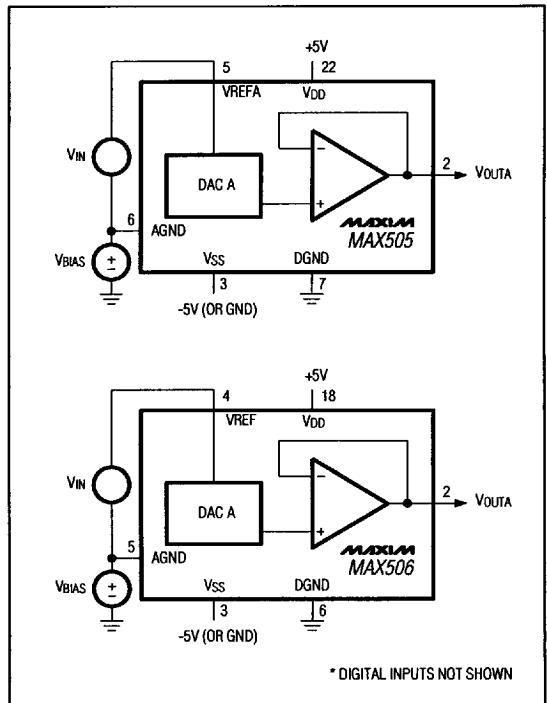 +5V
5
22
VREFA
VDD
VIN
DAC A
−
+
2
VOUTA
6
AGND
MAXIM
MAX505
VBIAS
+
−
VSS
DGND
3
7
-5V (OR GND)
+5V
4
18
VREF
VDD
VIN
DAC A
−
+
2
VOUTA
5
AGND
MAXIM
MAX506
VBIAS
+
−
VSS
DGND
3
6
-5V (OR GND)
* DIGITAL INPUTS NOT SHOWN